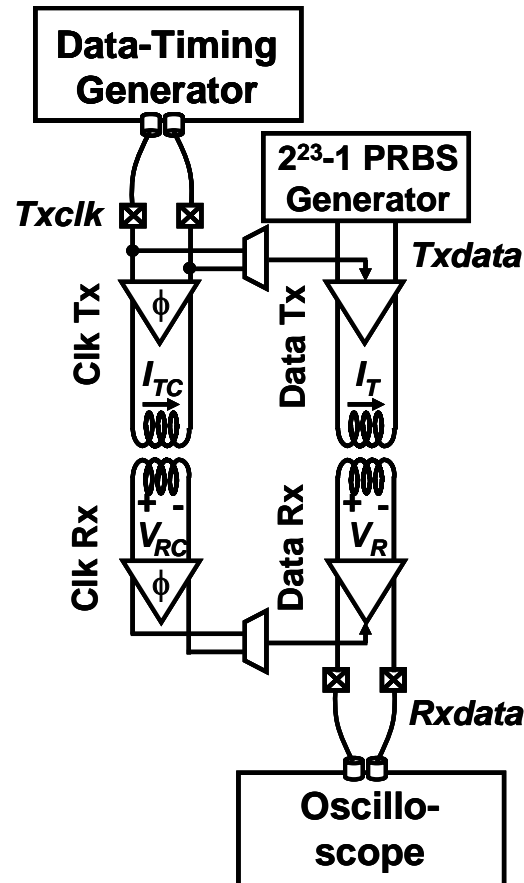 Data-Timing
Generator
2²³-1 PRBS
Generator
Txclk
Txdata
Clk Tx
ϕ
Data Tx
I_TC
I_T
+ -
+ -
Clk Rx
V_RC
Data Rx
V_R
ϕ
Rxdata
Oscillo-
scope